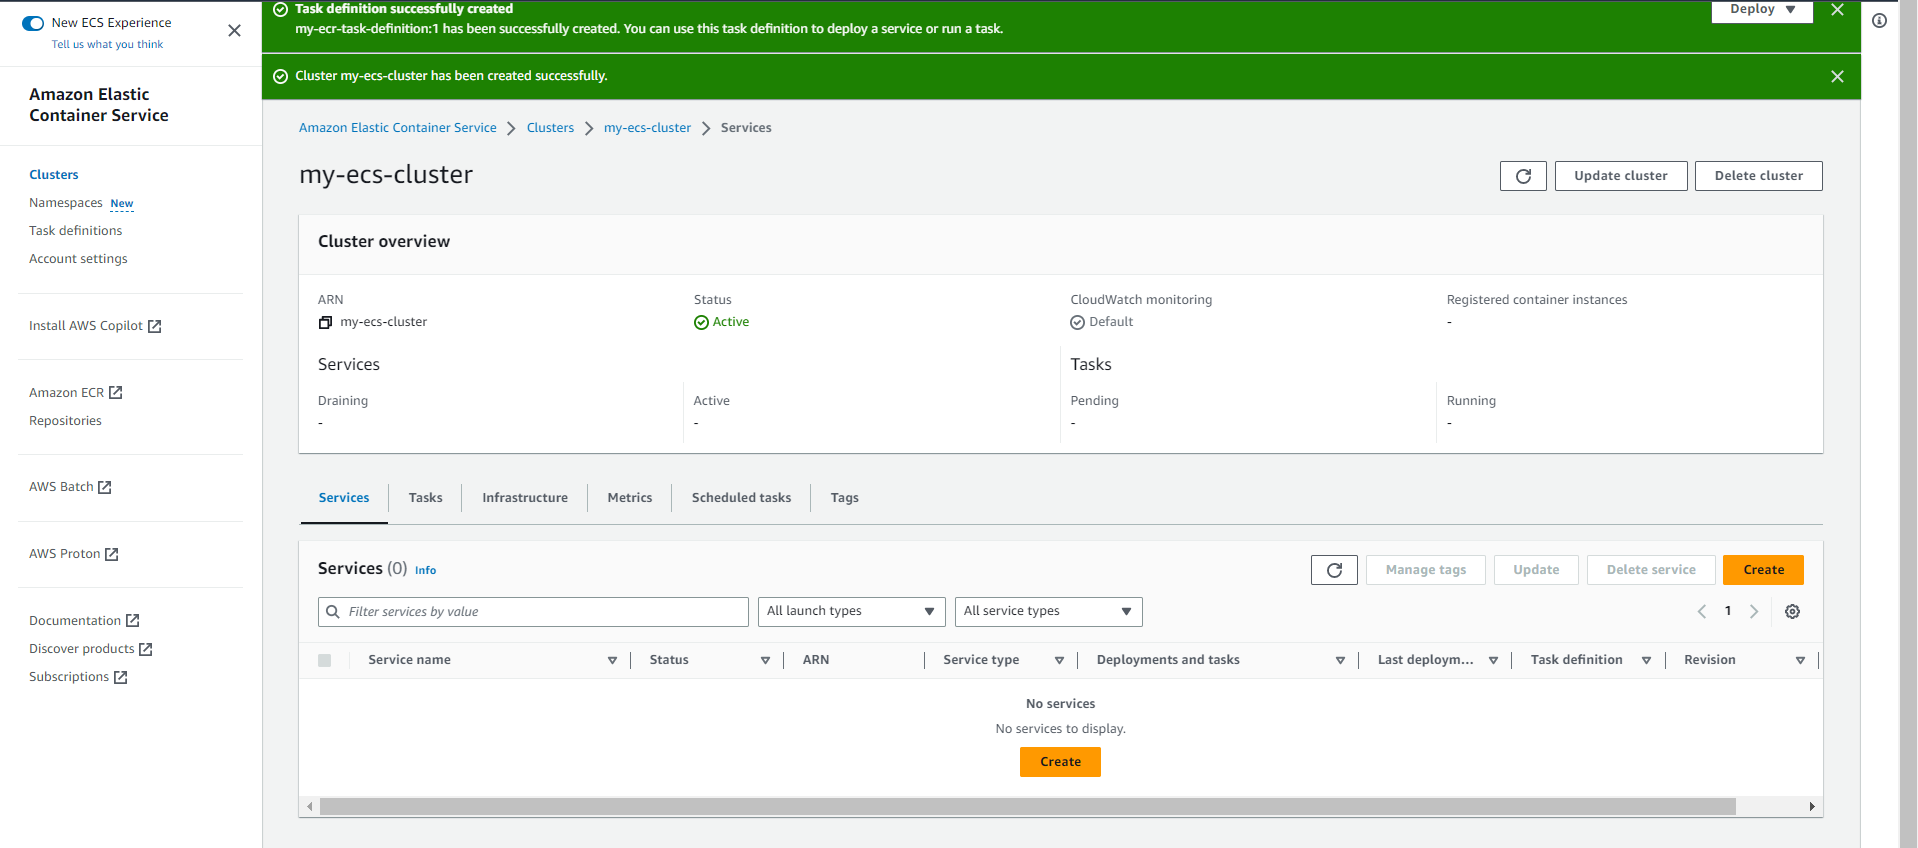 New ECS Experience
Tell us what you think
Amazon Elastic
Container Service
Clusters
Namespaces New
Task definitions
Account settings
Install AWS Copilot
Amazon ECR
Repositories
AWS Batch
AWS Proton
Documentation
Discover products
Subscriptions
Task definition successfully created
my-ecr-task-definition:1 has been successfully created. You can use this task definition to deploy a service or run a task.
Deploy
Cluster my-ecs-cluster has been created successfully.
Amazon Elastic Container Service > Clusters > my-ecs-cluster > Services
my-ecs-cluster
Update cluster
Delete cluster
Cluster overview
ARN
my-ecs-cluster
Status
Active
CloudWatch monitoring
Default
Registered container instances
-
Services
Draining
-
Active
-
Tasks
Pending
-
Running
-
Services Tasks Infrastructure Metrics Scheduled tasks Tags
Services (0) Info
Manage tags Update Delete service Create
Filter services by value All launch types All service types 1
Service name Status ARN Service type Deployments and tasks Last deploym... Task definition Revision
No services
No services to display.
Create